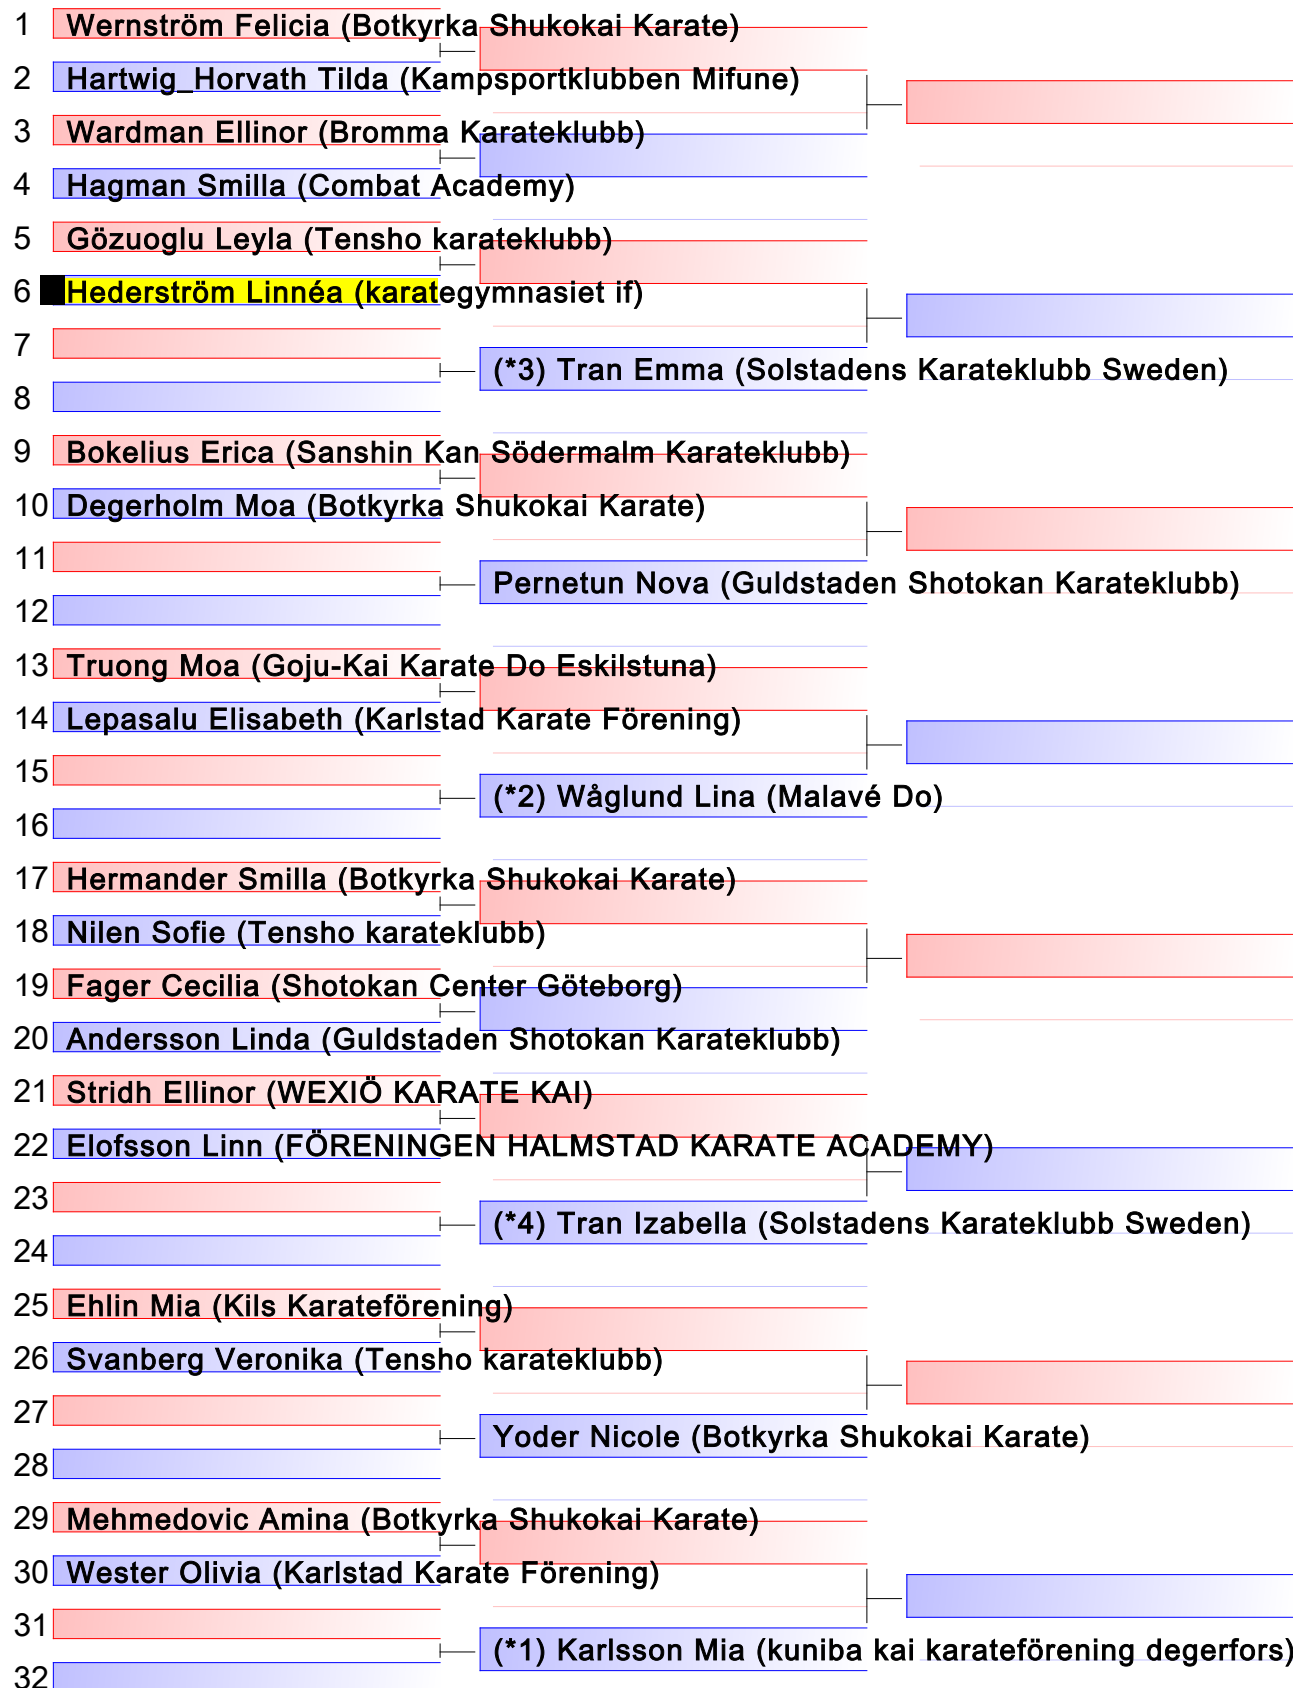 1 Wernström Felicia (Botkyrka Shukokai Karate)
2 Hartwig_Horvath Tilda (Kampsportklubben Mifune)
3 Wardman Ellinor (Bromma Karateklubb)
4 Hagman Smilla (Combat Academy)
5 Gözuoglu Leyla (Tensho karateklubb)
6 Hederström Linnéa (karategymnasiet if)
7
(*3) Tran Emma (Solstadens Karateklubb Sweden)
8
9 Bokelius Erica (Sanshin Kan Södermalm Karateklubb)
10 Degerholm Moa (Botkyrka Shukokai Karate)
11
Pernetun Nova (Guldstaden Shotokan Karateklubb)
12
13 Truong Moa (Goju-Kai Karate Do Eskilstuna)
14 Lepasalu Elisabeth (Karlstad Karate Förening)
15
(*2) Wåglund Lina (Malavé Do)
16
17 Hermander Smilla (Botkyrka Shukokai Karate)
18 Nilen Sofie (Tensho karateklubb)
19 Fager Cecilia (Shotokan Center Göteborg)
20 Andersson Linda (Guldstaden Shotokan Karateklubb)
21 Stridh Ellinor (WEXIÖ KARATE KAI)
22 Elofsson Linn (FÖRENINGEN HALMSTAD KARATE ACADEMY)
23
(*4) Tran Izabella (Solstadens Karateklubb Sweden)
24
25 Ehlin Mia (Kils Karateförening)
26 Svanberg Veronika (Tensho karateklubb)
27
Yoder Nicole (Botkyrka Shukokai Karate)
28
29 Mehmedovic Amina (Botkyrka Shukokai Karate)
30 Wester Olivia (Karlstad Karate Förening)
31
(*1) Karlsson Mia (kuniba kai karateförening degerfors)
32